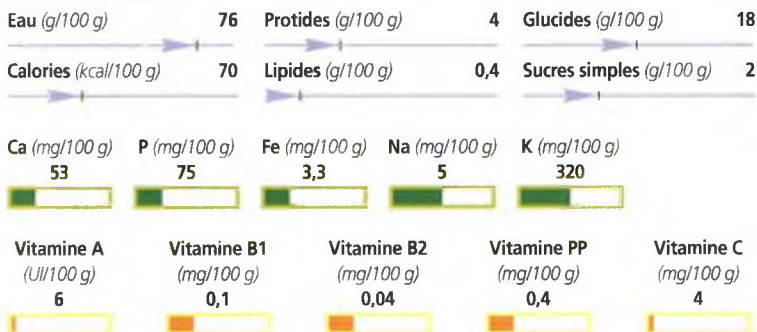 Eau (g/100 g) 76 Protides (g/100 g) 4 Glucides (g/100 g) 18
Calories (kcal/100 g) 70 Lipides (g/100 g) 0,4 Sucres simples (g/100 g) 2
Ca (mg/100 g) P (mg/100 g) Fe (mg/100 g) Na (mg/100 g) K (mg/100 g)
53 75 3,3 5 320
Vitamine A Vitamine B1 Vitamine B2 Vitamine PP Vitamine C
(UI/100 g) (mg/100 g) (mg/100 g) (mg/100 g) (mg/100 g)
6 0,1 0,04 0,4 4